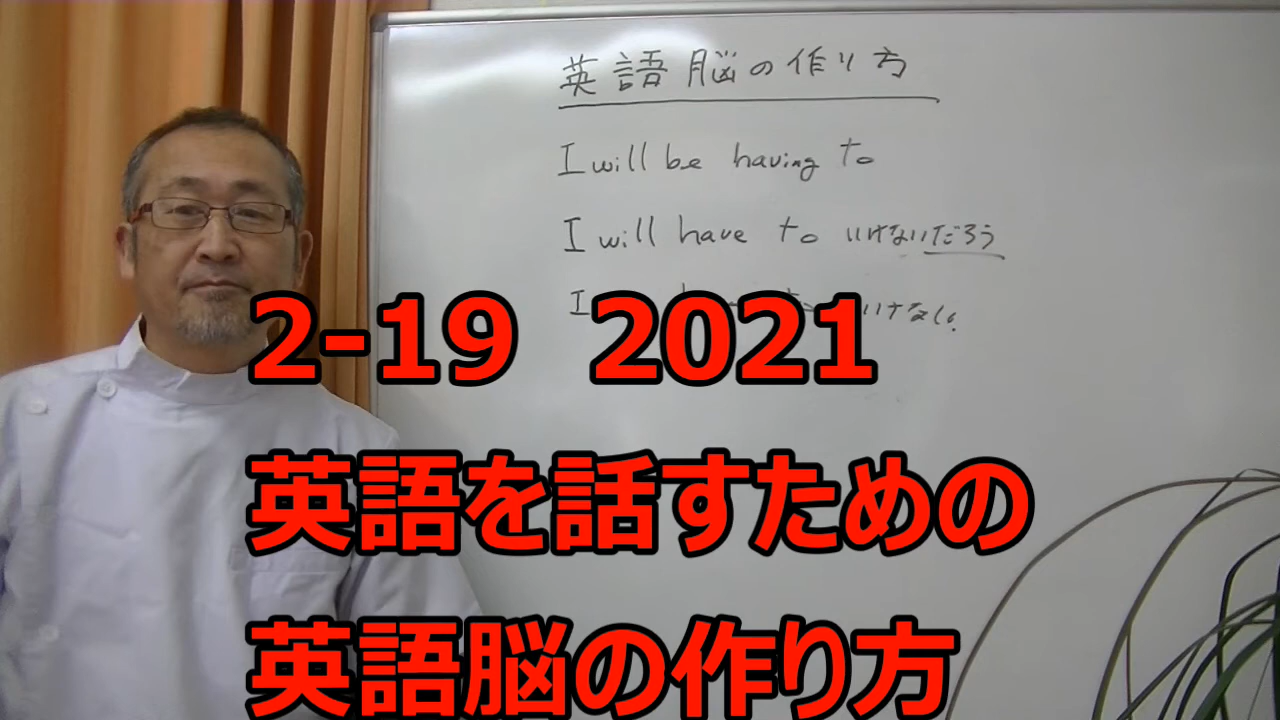 英語脳の作り方
I will be having to
I will have to いけないだろう
I いけない
2-19 2021
英語を話すための
英語脳の作り方